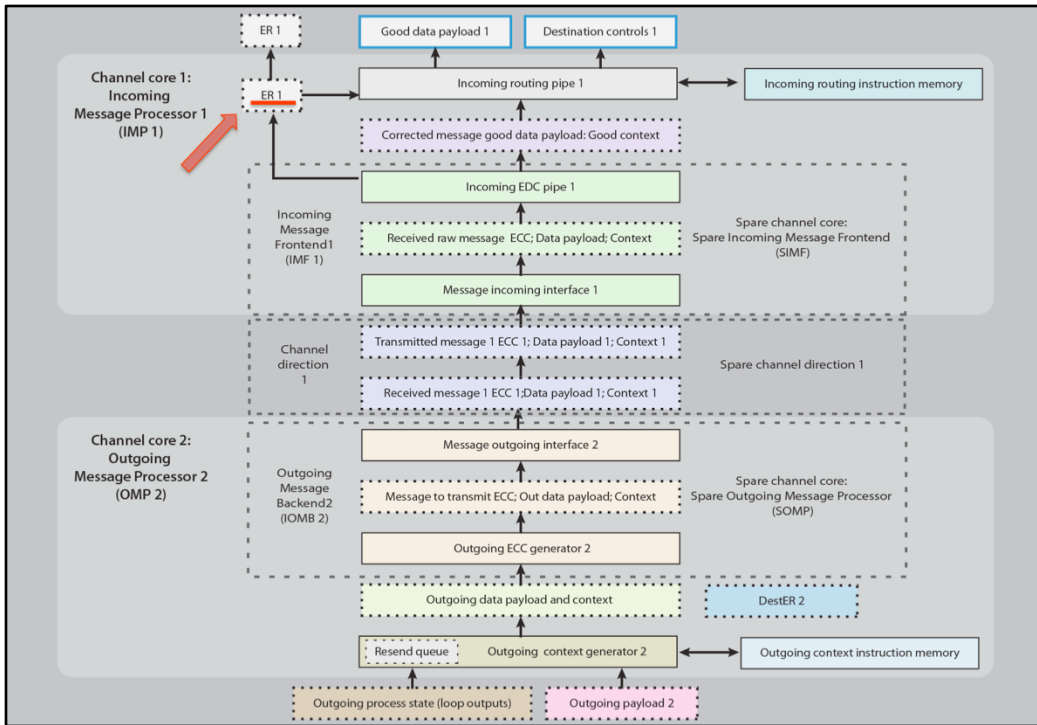 ER 1
Good data payload 1
Destination controls 1
Channel core 1:
Incoming
Message Processor 1
(IMP 1)
ER 1
Incoming routing pipe 1
Incoming routing instruction memory
Corrected message good data payload: Good context
Incoming EDC pipe 1
Incoming
Message
Frontend1
(IMF 1)
Received raw message ECC; Data payload; Context
Spare channel core:
Spare Incoming Message Frontend
(SIMF)
Message incoming interface 1
Channel
direction
1
Transmitted message 1 ECC 1; Data payload 1; Context 1
Spare channel direction 1
Received message 1 ECC 1;Data payload 1; Context 1
Channel core 2:
Outgoing
Message Processor 2
(OMP 2)
Message outgoing interface 2
Outgoing
Message
Backend2
(IOMB 2)
Message to transmit ECC; Out data payload; Context
Spare channel core:
Spare Outgoing Message Processor
(SOMP)
Outgoing ECC generator 2
Outgoing data payload and context
DestER 2
Resend queue
Outgoing context generator 2
Outgoing context instruction memory
Outgoing process state (loop outputs)
Outgoing payload 2